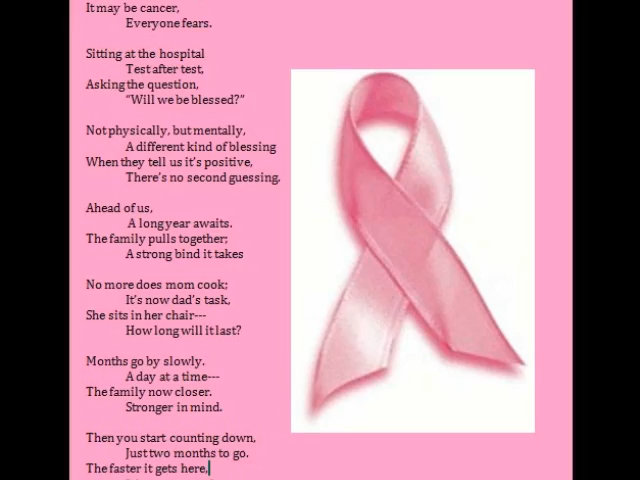 It may be cancer,
Everyone fears.
Sitting at the hospital
Test after test,
Asking the question,
“Will we be blessed?”
Not physically, but mentally,
A different kind of blessing
When they tell us it’s positive,
There’s no second guessing.
Ahead of us,
A long year awaits.
The family pulls together;
A strong bind it takes
No more does mom cook;
It’s now dad’s task,
She sits in her chair---
How long will it last?
Months go by slowly.
A day at a time---
The family now closer.
Stronger in mind.
Then you start counting down,
Just two months to go.
The faster it gets here,